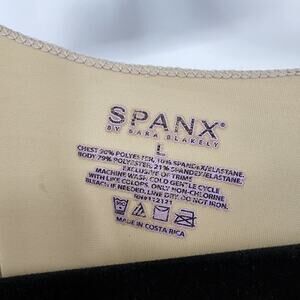 SPANX®
BY SARA BLAKELY
L
CHEST 90% POLYESTER, 10% SPANDEX/ELASTANE.
BODY 79% POLYESTER, 21% SPANDEX/ELASTANE.
EXCLUSIVE OF TRIMS
MACHINE WASH COLD GENTLE CYCLE
WITH LIKE COLORS. ONLY NON-CHLORINE
BLEACH IF NEEDED. LINE DRY. DO NOT IRON.
RN#112171
MADE IN COSTA RICA